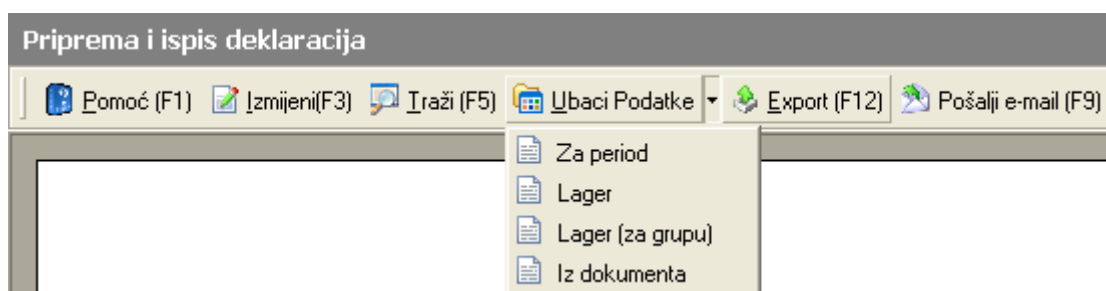 Priprema i ispis deklaracija
Pomoć (F1) Izmijeni(F3) Traži (F5) Ubaci Podatke Export (F12) Pošalji e-mail (F9)
Za period
Lager
Lager (za grupu)
Iz dokumenta